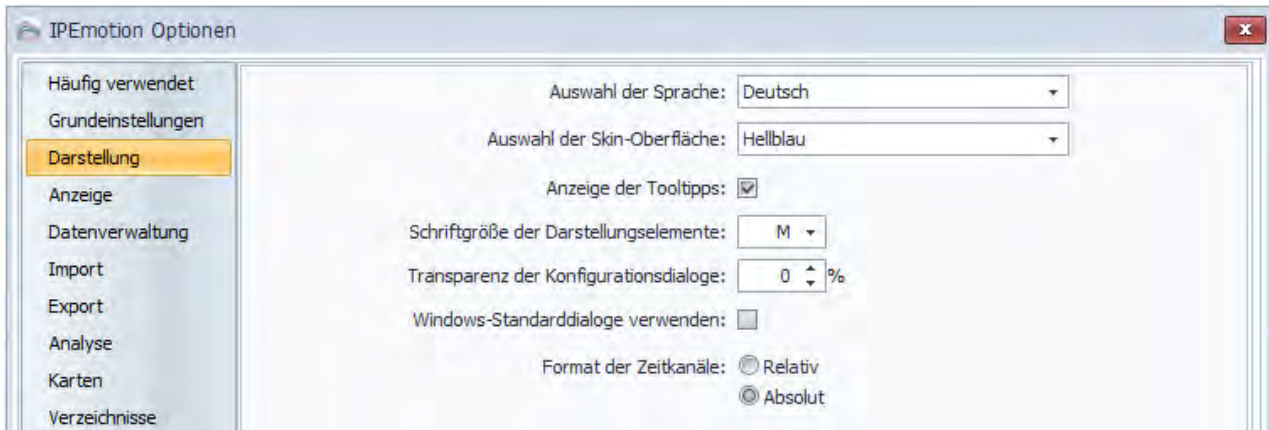 IPEmotion Optionen
Häufig verwendet
Grundeinstellungen
Darstellung
Anzeige
Datenverwaltung
Import
Export
Analyse
Karten
Verzeichnisse
Auswahl der Sprache: Deutsch
Auswahl der Skin-Oberfläche: Hellblau
Anzeige der Tooltipps:
Schriftgröße der Darstellungselemente: M
Transparenz der Konfigurationsdialoge: 0 %
Windows-Standarddialoge verwenden:
Format der Zeitkanäle: Relativ
Absolut